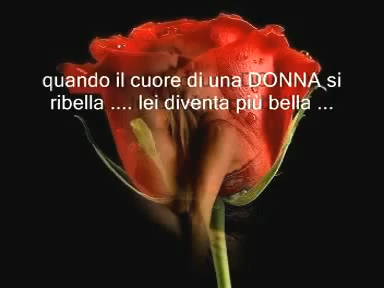 quando il cuore di una DONNA si
ribella .... lei diventa più bella ...